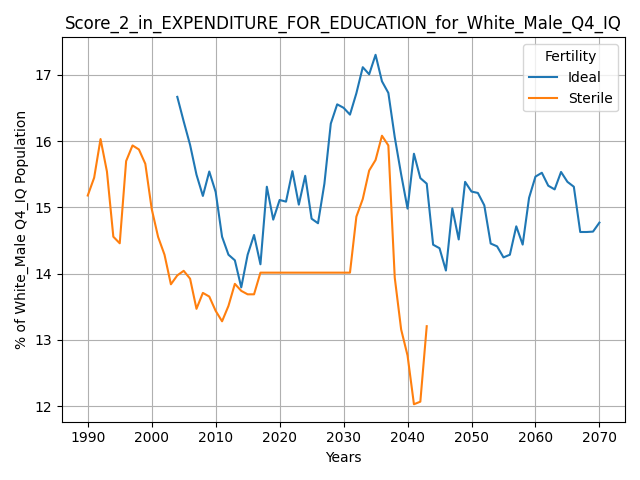 Score_2_in_EXPENDITURE_FOR_EDUCATION_for_White_Male_Q4_IQ
Fertility
Ideal
Sterile
% of White_Male Q4_IQ Population
17
16
15
14
13
12
1990 2000 2010 2020 2030 2040 2050 2060 2070
Years